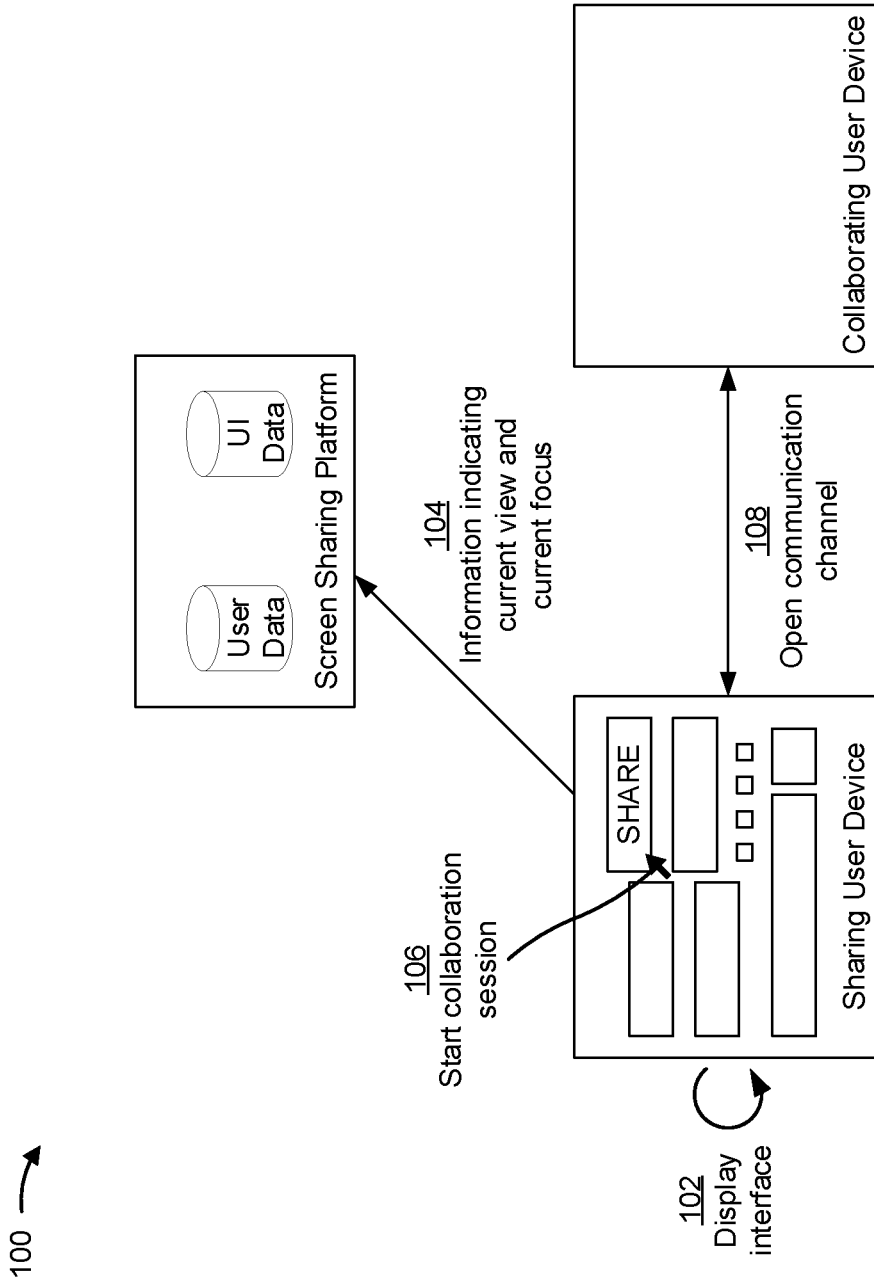 100
User
Data
UI
Data
Screen Sharing Platform
104
Information indicating
current view and
current focus
106
Start collaboration
session
102
Display
interface
SHARE
Sharing User Device
108
Open communication
channel
Collaborating User Device